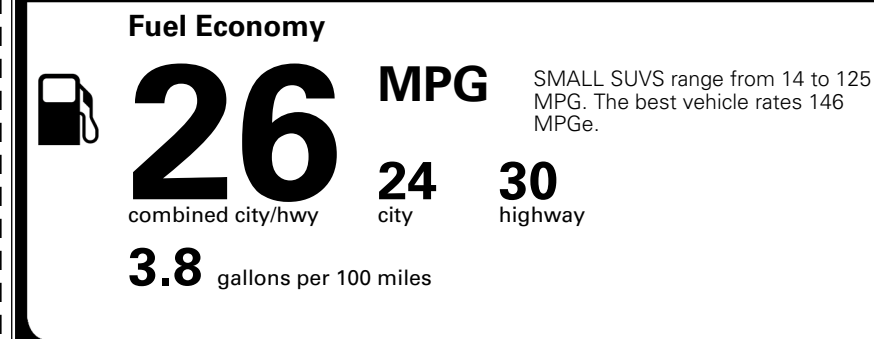 Fuel Economy
26
MPG
SMALL SUVS range from 14 to 125
MPG. The best vehicle rates 146
MPGe.
24 30
combined city/hwy city highway
3.8 gallons per 100 miles